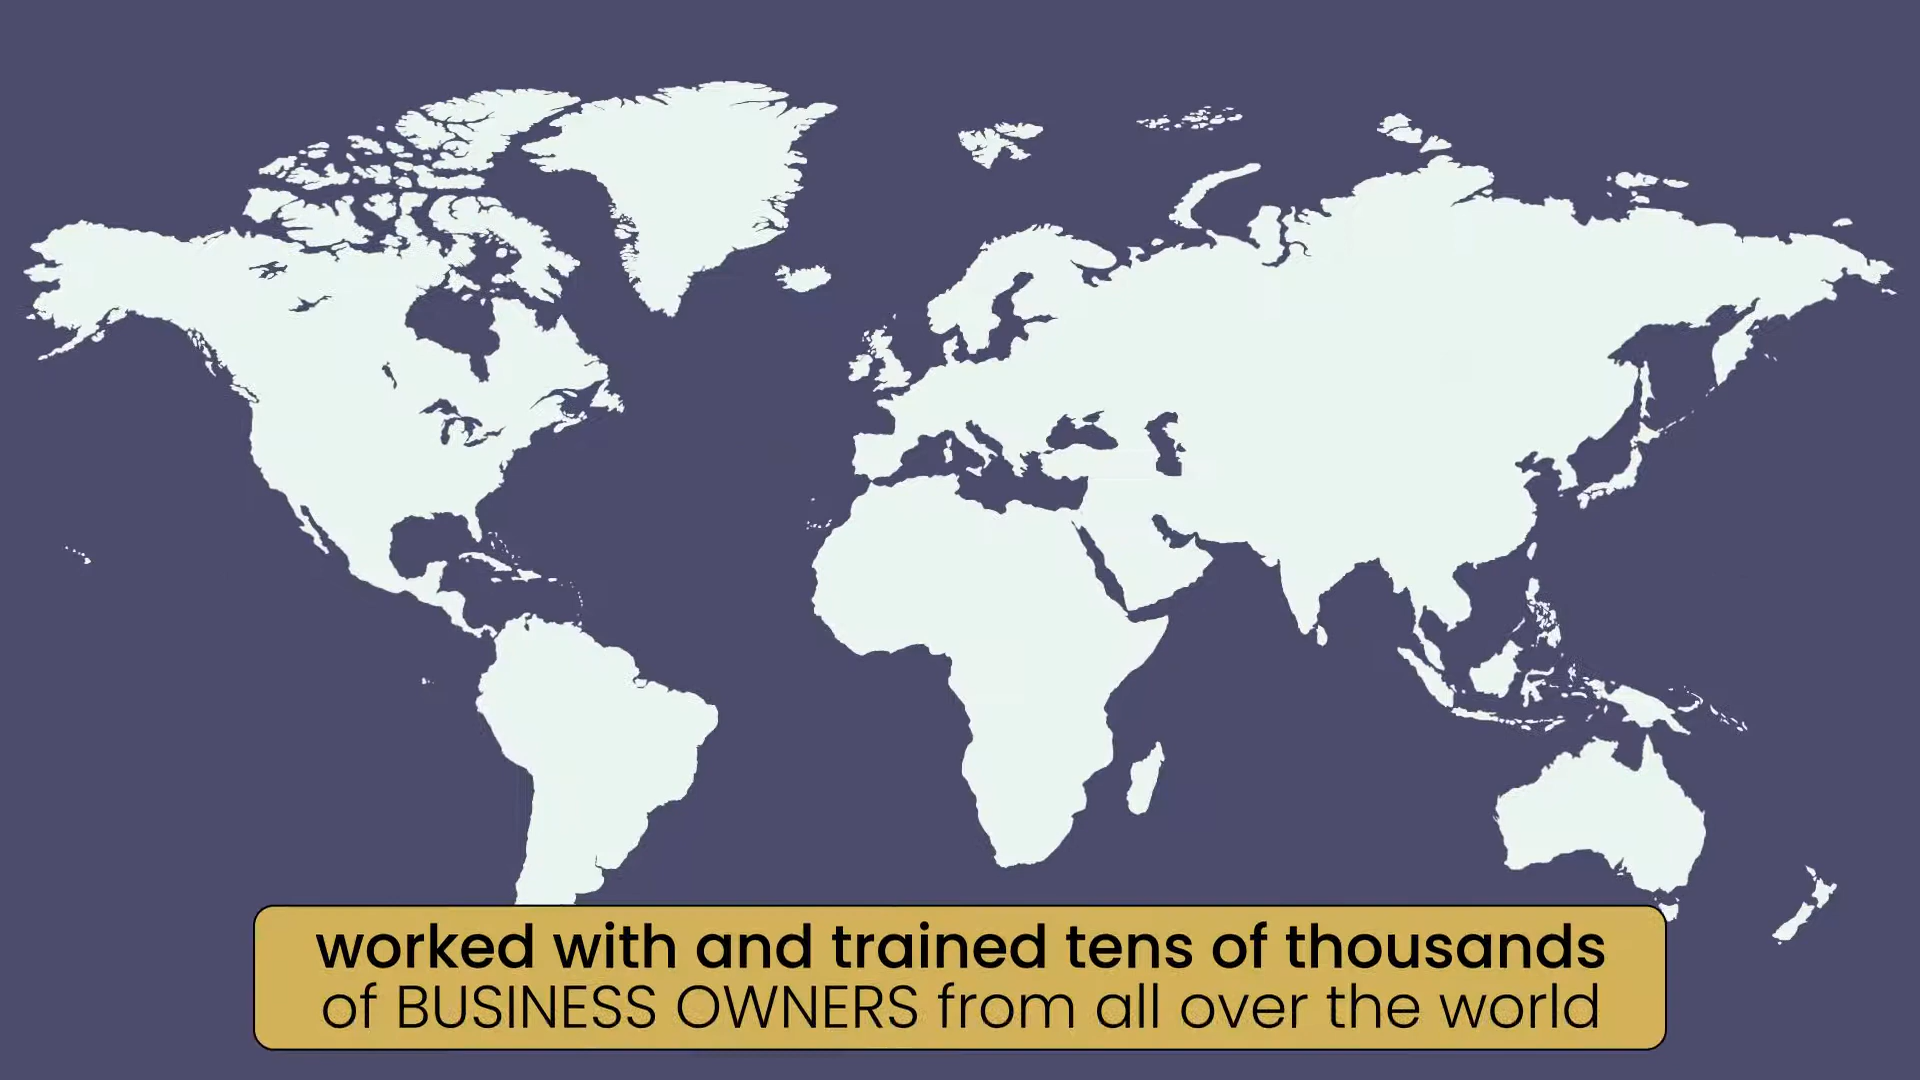 worked with and trained tens of thousands
of BUSINESS OWNERS from all over the world